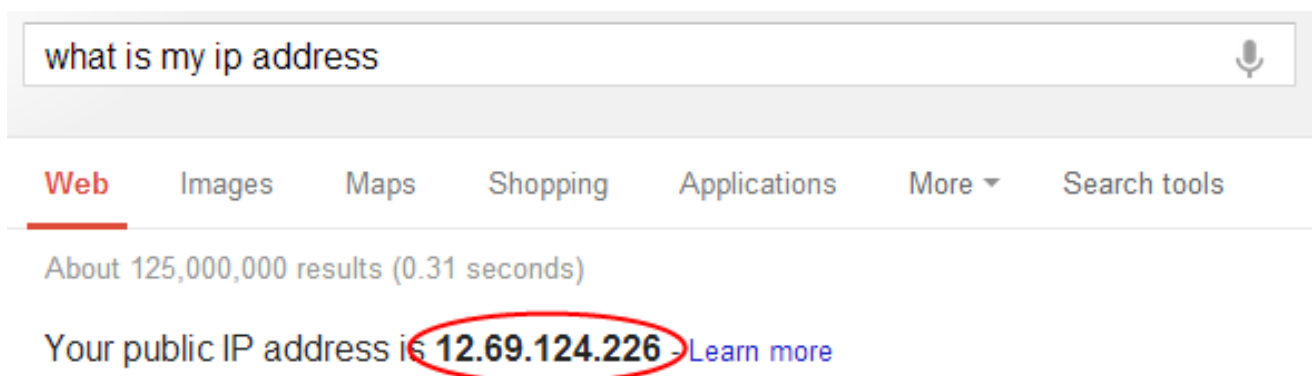 what is my ip address
Web Images Maps Shopping Applications More Search tools
About 125,000,000 results (0.31 seconds)
Your public IP address is 12.69.124.226 - Learn more